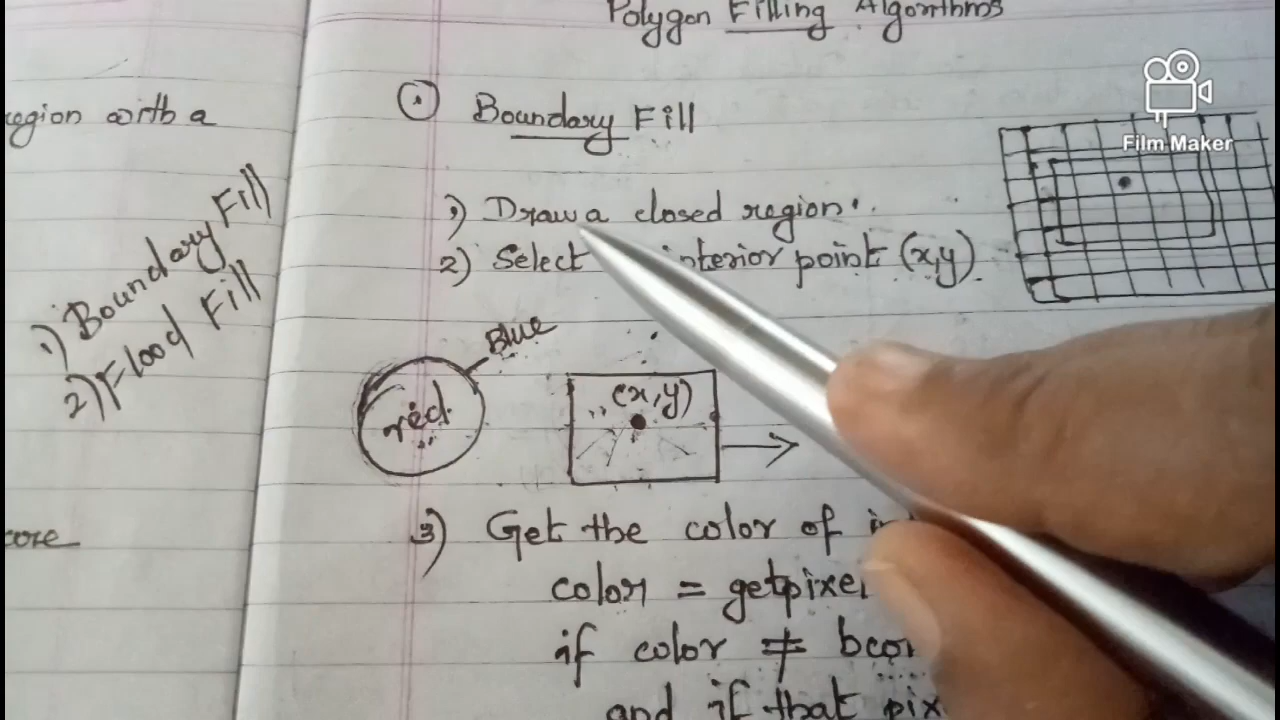 Polygon Filling Algorithms
region with a
1) Boundary Fill
2) Flood Fill
core
① Boundary Fill
1) Draw a closed region.
2) Select interior point (x,y)
Blue
red
(x,y)
3) Get the color of
color = getpixel
if color ≠
and if that pix
Film Maker